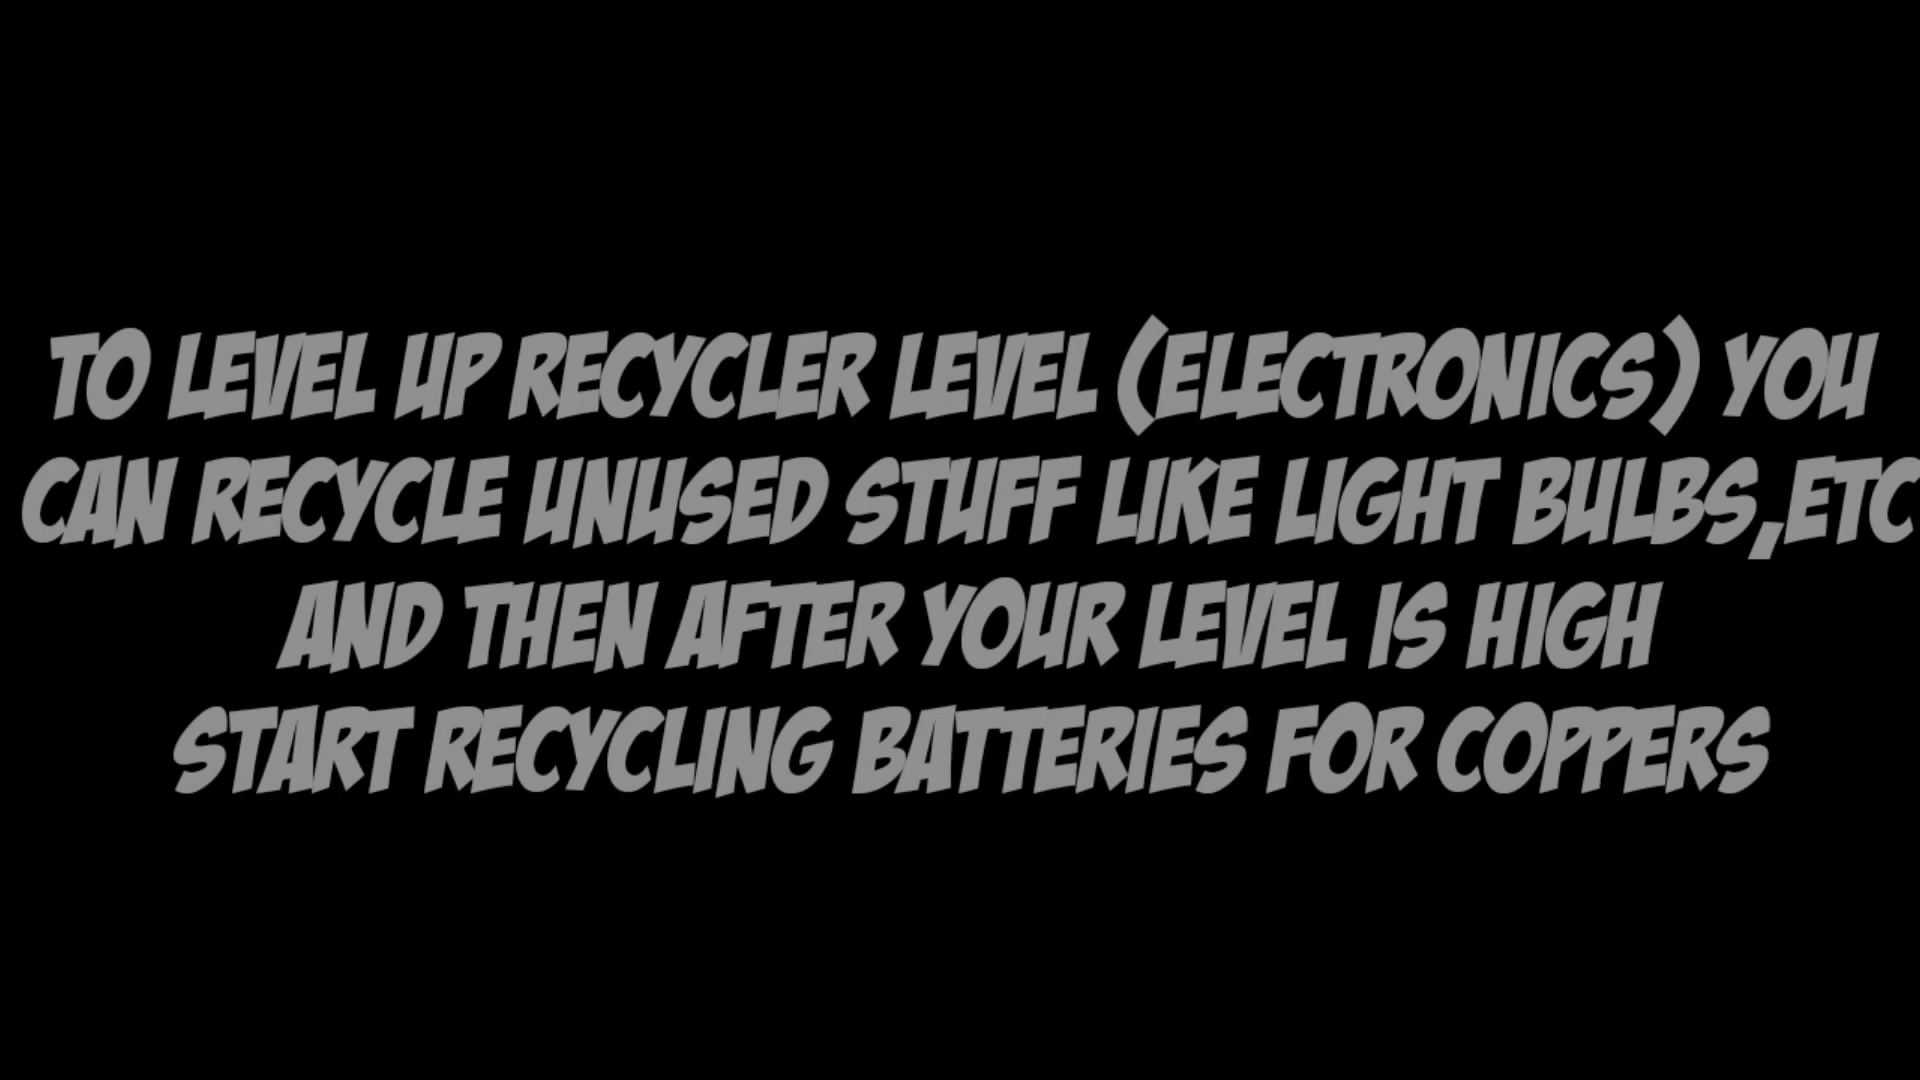 TO LEVEL UP RECYCLER LEVEL (ELECTRONICS) YOU
CAN RECYCLE UNUSED STUFF LIKE LIGHT BULBS,ETC
AND THEN AFTER YOUR LEVEL IS HIGH
START RECYCLING BATTERIES FOR COPPERS